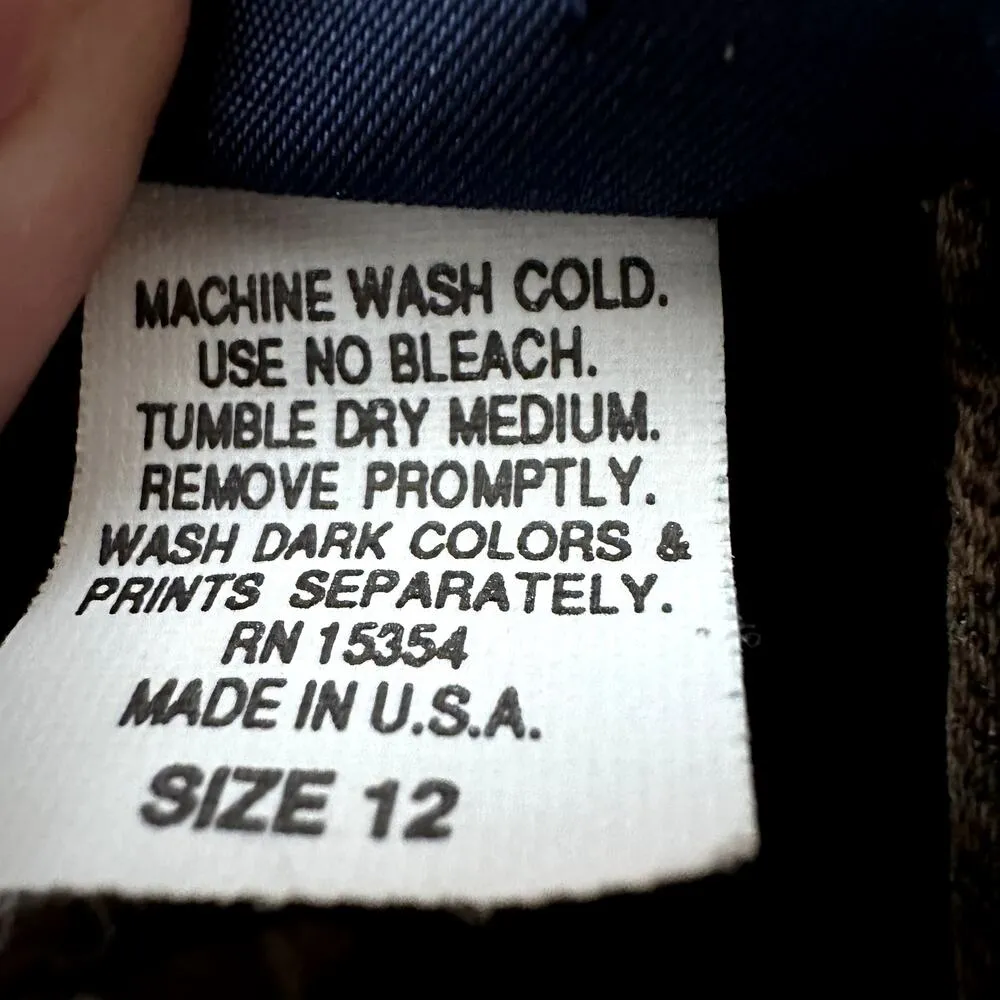 MACHINE WASH COLD.
USE NO BLEACH.
TUMBLE DRY MEDIUM.
REMOVE PROMPTLY.
WASH DARK COLORS &
PRINTS SEPARATELY.
RN 15354
MADE IN U.S.A.
SIZE 12